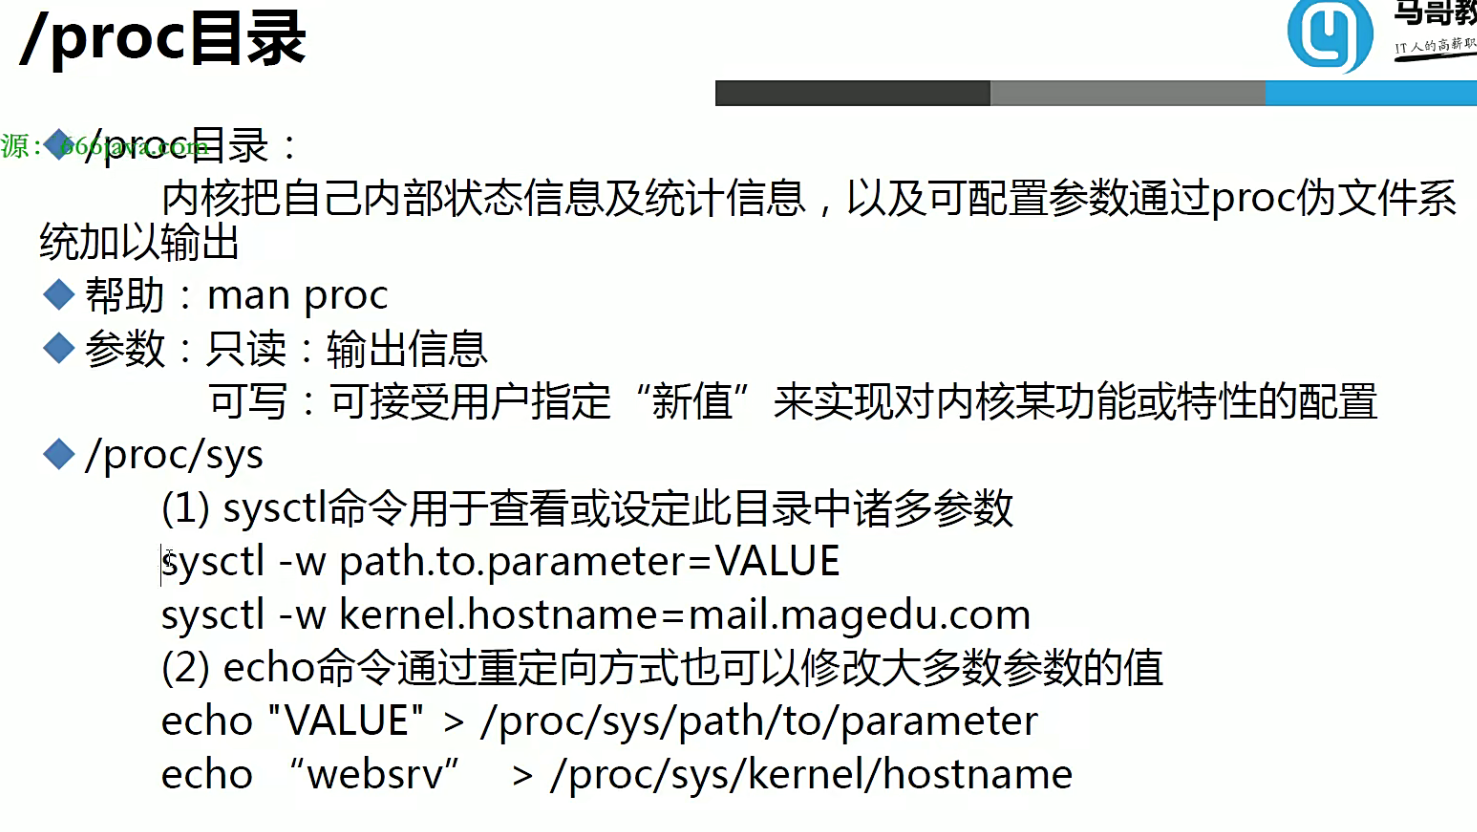 /proc目录
马哥教
IT人的高薪职
源：666java.com
/proc目录：
内核把自己内部状态信息及统计信息，以及可配置参数通过proc伪文件系
统加以输出
帮助：man proc
参数：只读：输出信息
可写：可接受用户指定“新值”来实现对内核某功能或特性的配置
/proc/sys
(1) sysctl命令用于查看或设定此目录中诸多参数
sysctl -w path.to.parameter=VALUE
sysctl -w kernel.hostname=mail.magedu.com
(2) echo命令通过重定向方式也可以修改大多数参数的值
echo "VALUE" > /proc/sys/path/to/parameter
echo “websrv” > /proc/sys/kernel/hostname